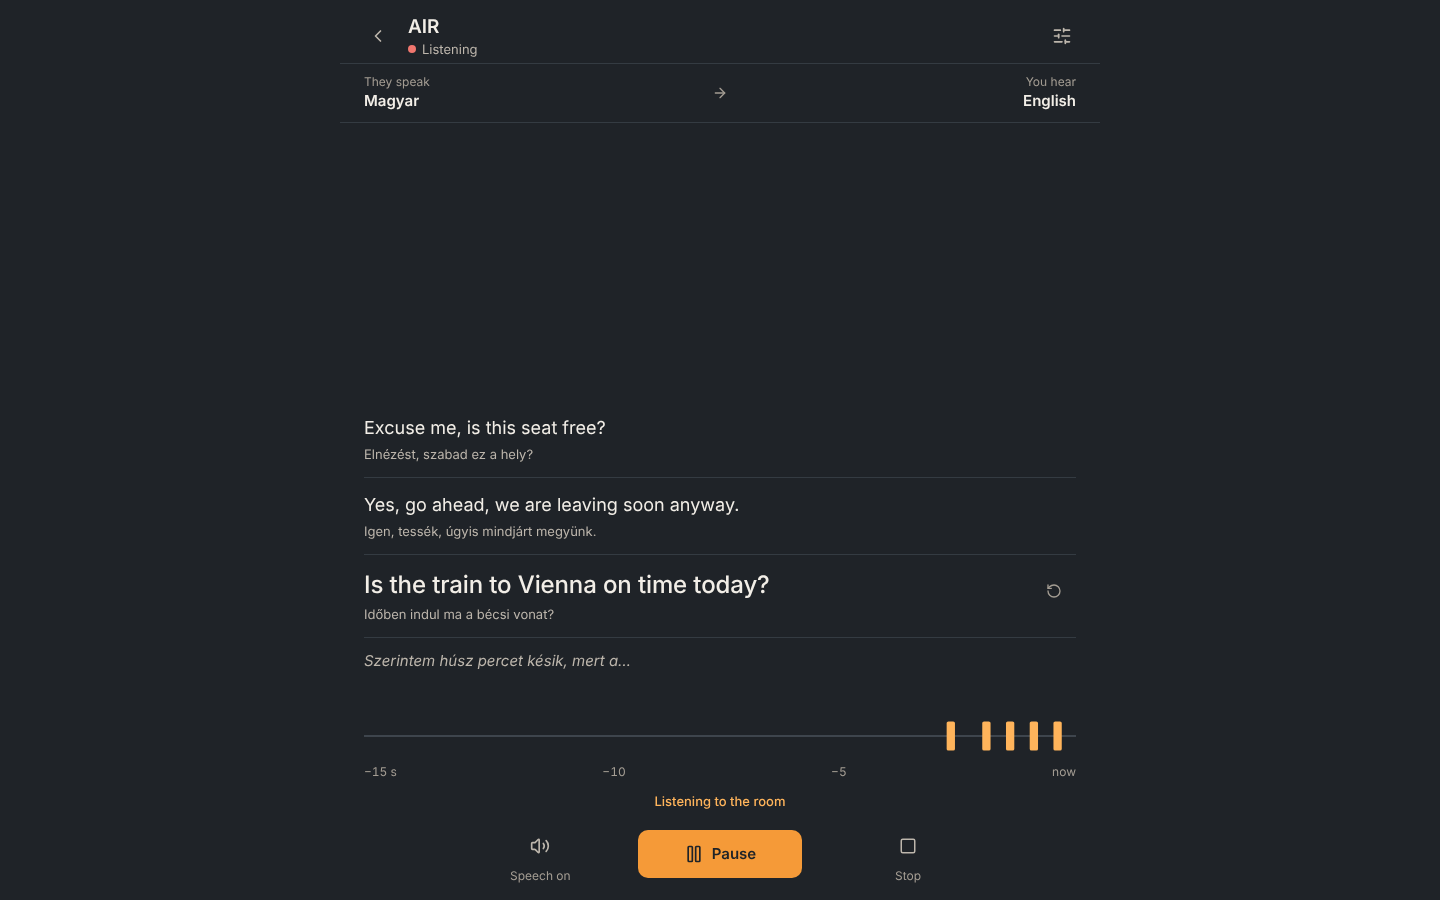 AIR
Listening
They speak
You hear
Magyar
English
Excuse me, is this seat free?
Elnézést, szabad ez a hely?
Yes, go ahead, we are leaving soon anyway.
Igen, tessék, úgyis mindjárt megyünk.
Is the train to Vienna on time today?
Időben indul ma a bécsi vonat?
Szerintem húsz percet késik, mert a...
−15 s
−10
−5
now
Listening to the room
Speech on
Pause
Stop